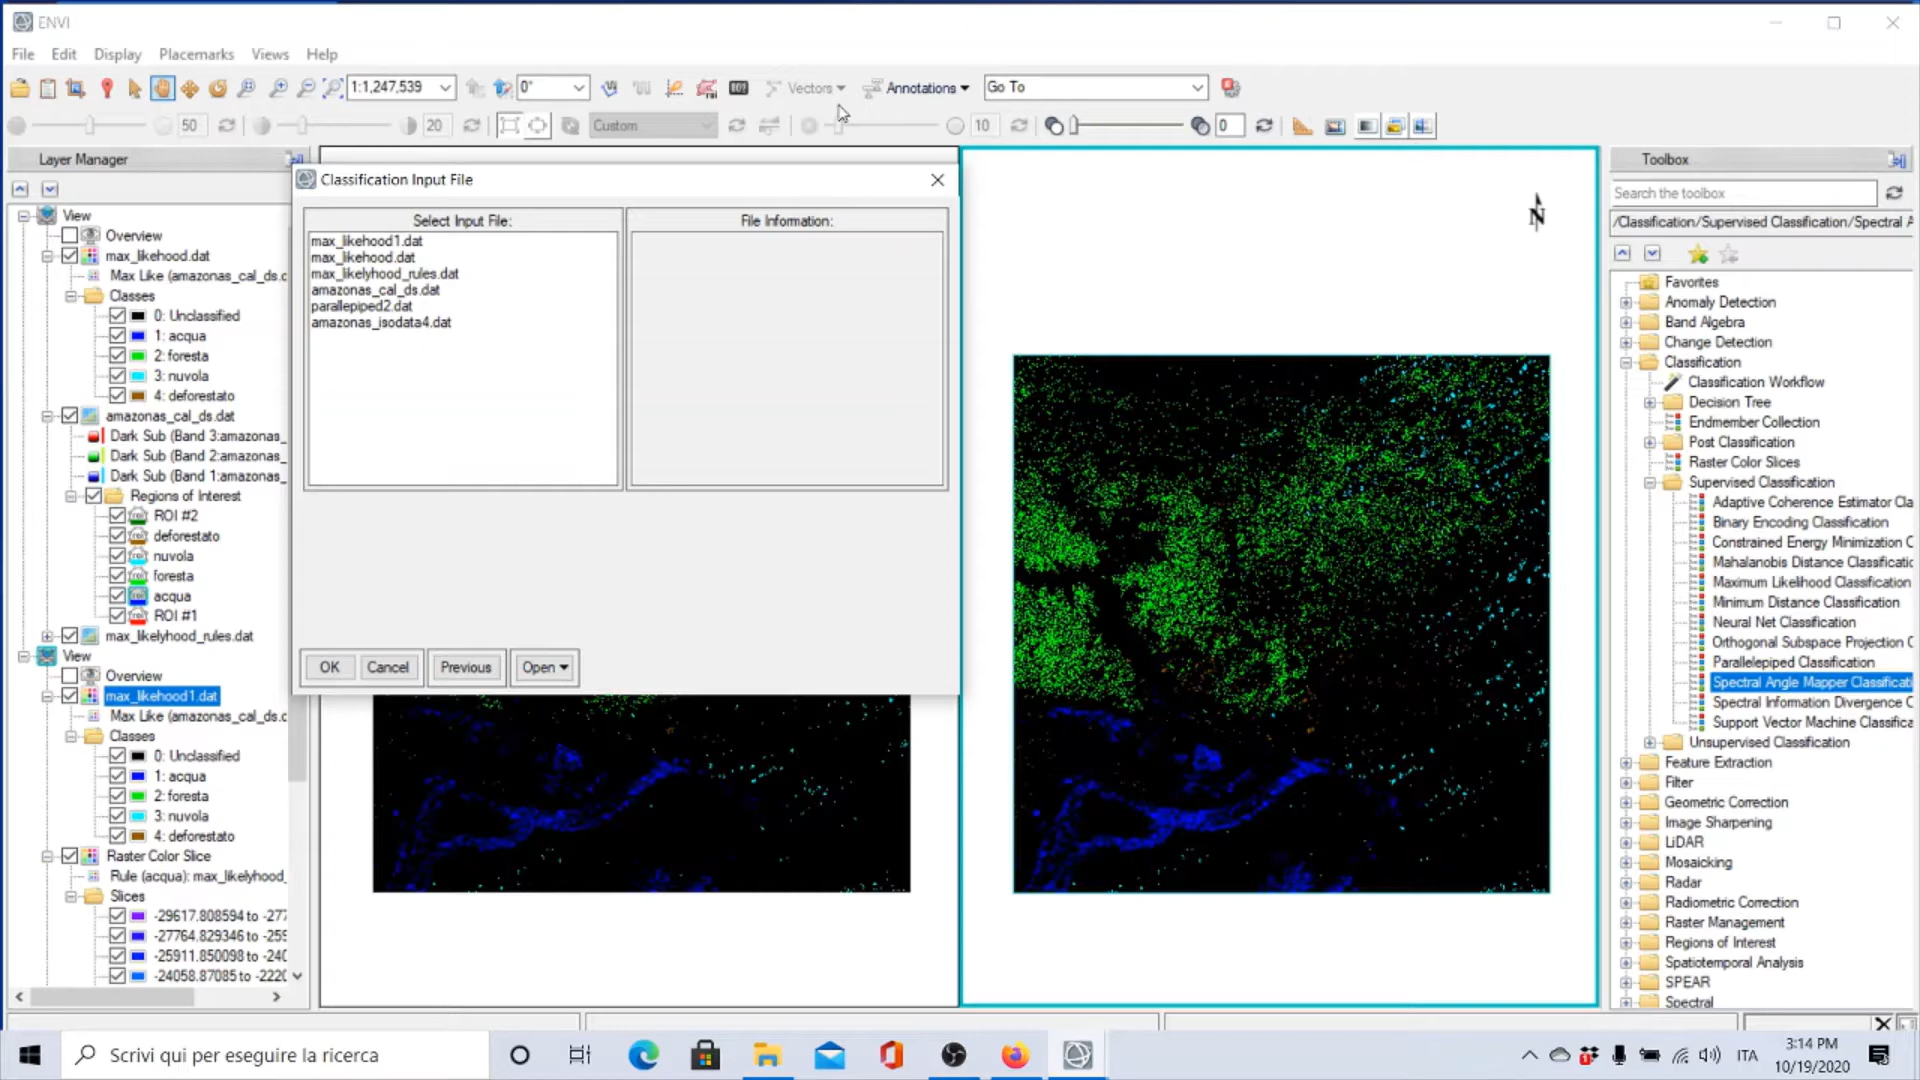 ENVI
File Edit Display Placemarks Views Help
1:1,247,539 0° Vectors Annotations Go To
50 20 Custom 10 0
Layer Manager
View
Overview
max_likehood.dat
Max Like (amazonas_cal_ds.c
Classes
0: Unclassified
1: acqua
2: foresta
3: nuvola
4: deforestato
amazonas_cal_ds.dat
Dark Sub (Band 3:amazonas_
Dark Sub (Band 2:amazonas_
Dark Sub (Band 1:amazonas_
Regions of Interest
ROI #2
deforestato
nuvola
foresta
acqua
ROI #1
max_likelyhood_rules.dat
View
Overview
max_likehood1.dat
Max Like (amazonas_cal_ds.c
Classes
0: Unclassified
1: acqua
2: foresta
3: nuvola
4: deforestato
Raster Color Slice
Rule (acqua): max_likelyhood_
Slices
-29617.808594 to -277
-27764.829346 to -259
-25911.850098 to -240
-24058.87085 to -2220
Classification Input File
Select Input File:
max_likehood1.dat
max_likehood.dat
max_likelyhood_rules.dat
amazonas_cal_ds.dat
parallepiped2.dat
amazonas_isodata4.dat
File Information:
OK Cancel Previous Open
N
Toolbox
Search the toolbox
/Classification/Supervised Classification/Spectral A
Favorites
Anomaly Detection
Band Algebra
Change Detection
Classification
Classification Workflow
Decision Tree
Endmember Collection
Post Classification
Raster Color Slices
Supervised Classification
Adaptive Coherence Estimator Cla
Binary Encoding Classification
Constrained Energy Minimization C
Mahalanobis Distance Classificatio
Maximum Likelihood Classification
Minimum Distance Classification
Neural Net Classification
Orthogonal Subspace Projection C
Parallelepiped Classification
Spectral Angle Mapper Classificati
Spectral Information Divergence C
Support Vector Machine Classifica
Unsupervised Classification
Feature Extraction
Filter
Geometric Correction
Image Sharpening
LiDAR
Mosaicking
Radar
Radiometric Correction
Raster Management
Regions of Interest
Spatiotemporal Analysis
SPEAR
Spectral
Scrivi qui per eseguire la ricerca
ITA
3:14 PM
10/19/2020